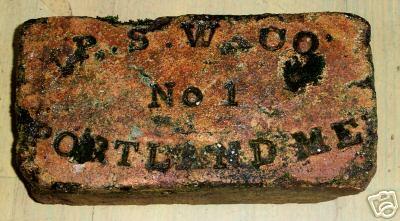 P. S. W. CO.
No 1
PORTLAND ME